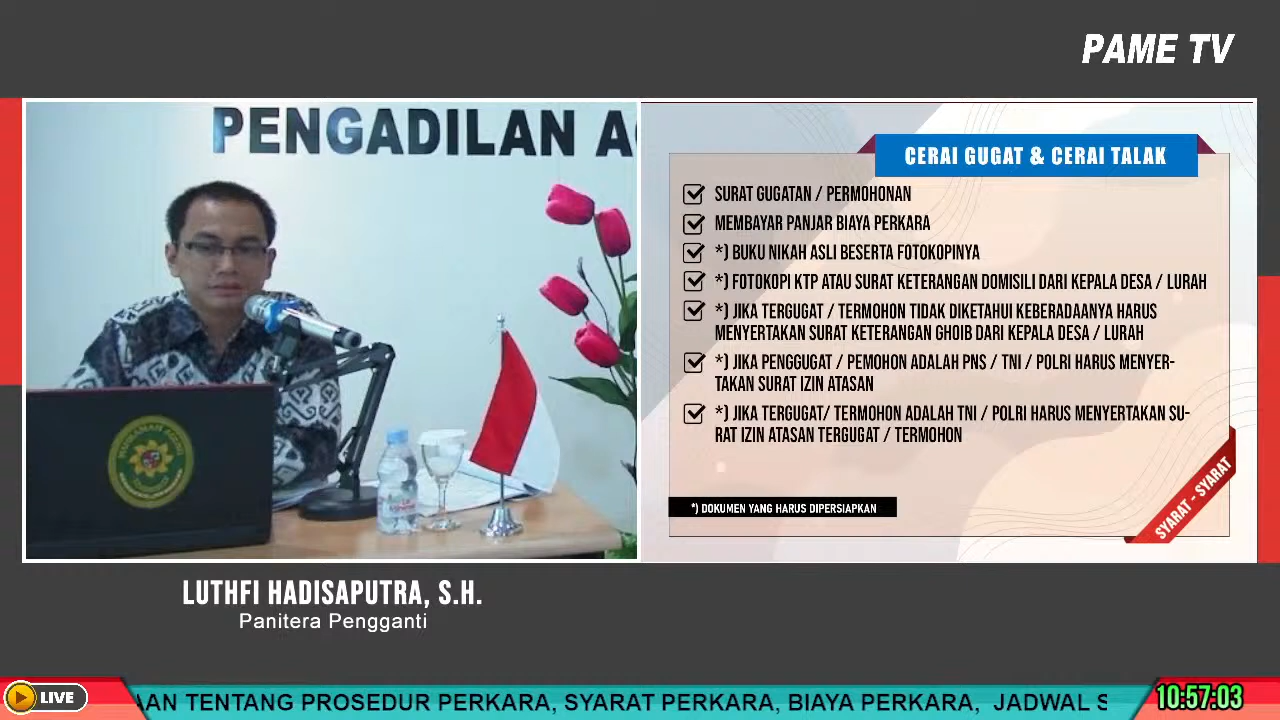 PAME TV
PENGADILAN A
CERAI GUGAT & CERAI TALAK
SURAT GUGATAN / PERMOHONAN
MEMBAYAR PANJAR BIAYA PERKARA
*) BUKU NIKAH ASLI BESERTA FOTOKOPINYA
*) FOTOKOPI KTP ATAU SURAT KETERANGAN DOMISILI DARI KEPALA DESA / LURAH
*) JIKA TERGUGAT / TERMOHON TIDAK DIKETAHUI KEBERADAANYA HARUS
MENYERTAKAN SURAT KETERANGAN GHOIB DARI KEPALA DESA / LURAH
*) JIKA PENGGUGAT / PEMOHON ADALAH PNS / TNI / POLRI HARUS MENYER-
TAKAN SURAT IZIN ATASAN
*) JIKA TERGUGAT/ TERMOHON ADALAH TNI / POLRI HARUS MENYERTAKAN SU-
RAT IZIN ATASAN TERGUGAT / TERMOHON
*) DOKUMEN YANG HARUS DIPERSIAPKAN
SYARAT - SYARAT
LUTHFI HADISAPUTRA, S.H.
Panitera Pengganti
LIVE
AAN TENTANG PROSEDUR PERKARA, SYARAT PERKARA, BIAYA PERKARA, JADWAL S
10:57:03